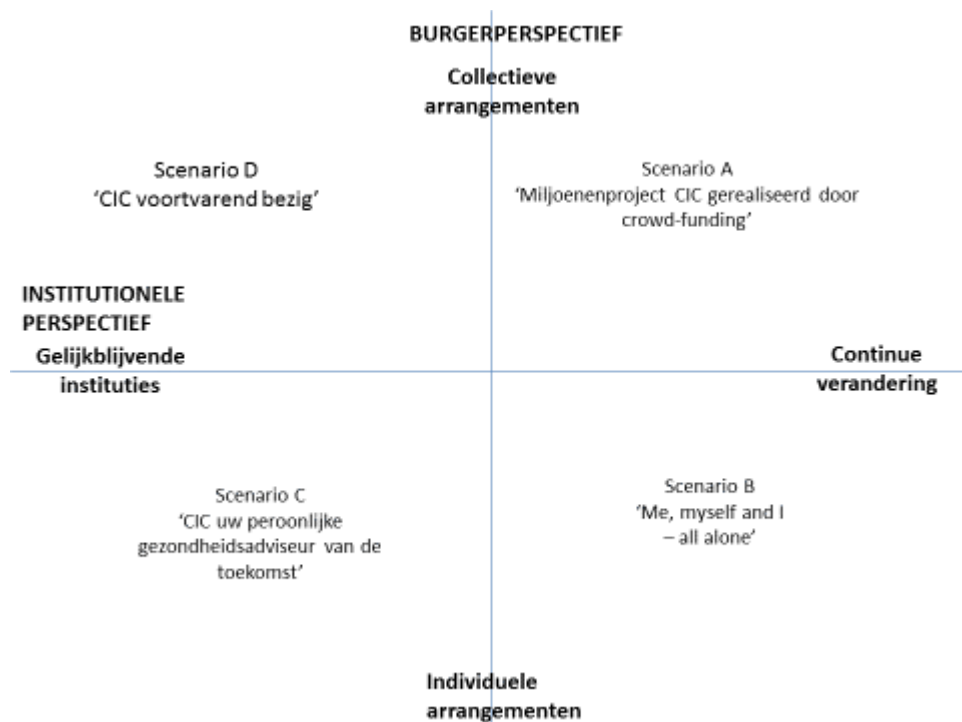 BURGERPERSPECTIEF
Collectieve
arrangementen
Scenario D
'CIC voortvarend bezig'
Scenario A
'Miljoenenproject CIC gerealiseerd door
crowd-funding'
INSTITUTIONELE
PERSPECTIEF
Gelijkblijvende
instituties
Continue
verandering
Scenario C
'CIC uw peroonlijke
gezondheidsadviseur van de
toekomst'
Scenario B
'Me, myself and I
– all alone'
Individuele
arrangementen